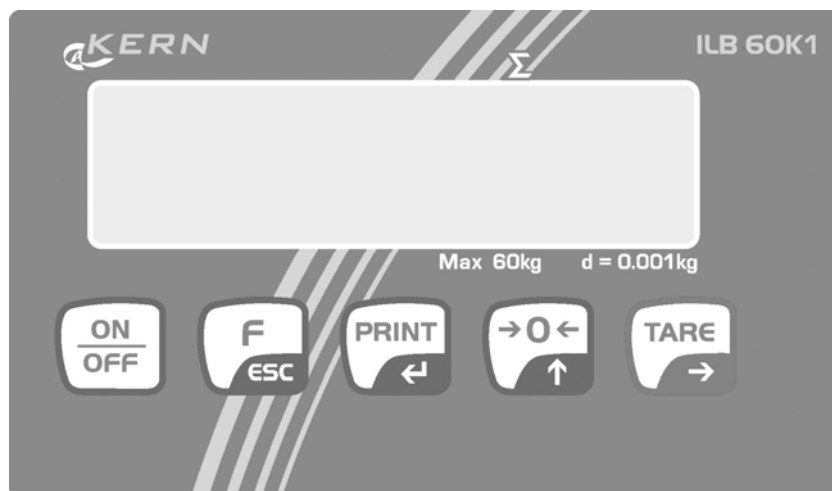 KERN ILB 60K1
Σ
Max 60kg d = 0.001kg
ON F PRINT →0← TARE
OFF ESC ↵ ↑ →